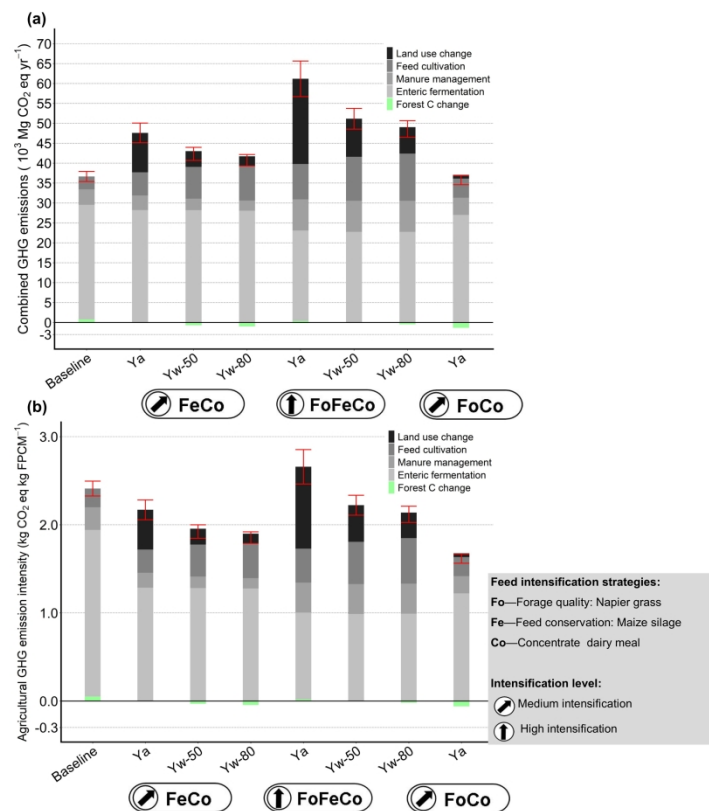 (a)
Combined GHG emissions ( 10³ Mg CO₂ eq yr⁻¹)
70
65
60
55
50
45
40
35
30
25
20
15
10
5
0
-3
Land use change
Feed cultivation
Manure management
Enteric fermentation
Forest C change
Baseline
Ya
Yw-50
Yw-80
Ya
Yw-50
Yw-80
Ya
FeCo
FoFeCo
FoCo
(b)
Agricultural GHG emission intensity (kg CO₂ eq kg FPCM⁻¹)
3.0
2.0
1.0
0.0
-0.3
Land use change
Feed cultivation
Manure management
Enteric fermentation
Forest C change
Baseline
Ya
Yw-50
Yw-80
Ya
Yw-50
Yw-80
Ya
FeCo
FoFeCo
FoCo
Feed intensification strategies:
Fo—Forage quality: Napier grass
Fe—Feed conservation: Maize silage
Co—Concentrate dairy meal
Intensification level:
Medium intensification
High intensification